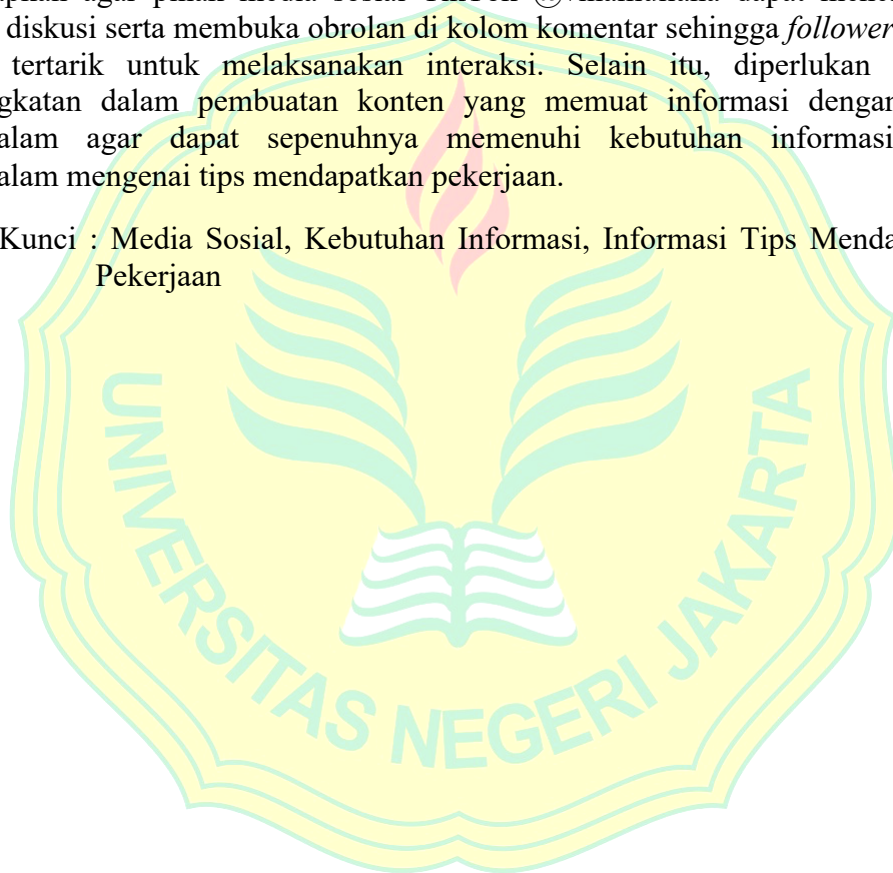 diskusi serta membuka obrolan di kolom komentar sehingga follower
tertarik untuk melaksanakan interaksi. Selain itu, diperlukan
gkatan dalam pembuatan konten yang memuat informasi dengan
alam agar dapat sepenuhnya memenuhi kebutuhan informasi
alam mengenai tips mendapatkan pekerjaan.
Kunci : Media Sosial, Kebutuhan Informasi, Informasi Tips Menda
Pekerjaan
UNIVERSITAS NEGERI JAKARTA